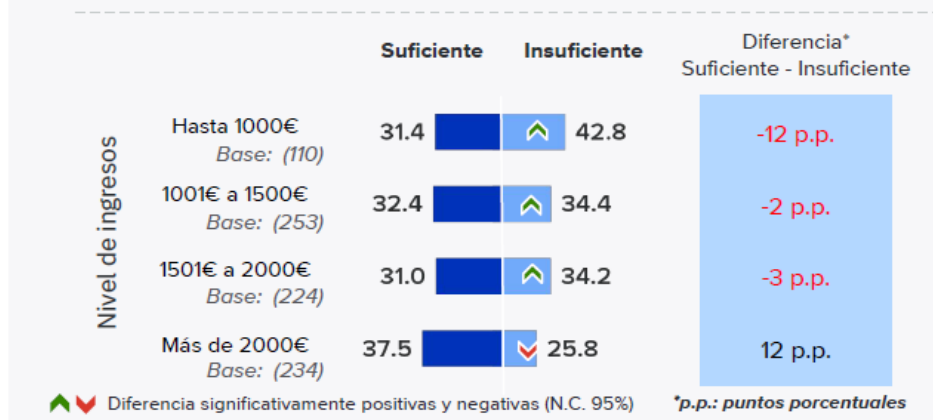 Suficiente Insuficiente Diferencia*
Suficiente - Insuficiente
Nivel de ingresos
Hasta 1000€ 31.4 42.8 -12 p.p.
Base: (110)
1001€ a 1500€ 32.4 34.4 -2 p.p.
Base: (253)
1501€ a 2000€ 31.0 34.2 -3 p.p.
Base: (224)
Más de 2000€ 37.5 25.8 12 p.p.
Base: (234)
Diferencia significativamente positivas y negativas (N.C. 95%) *p.p.: puntos porcentuales